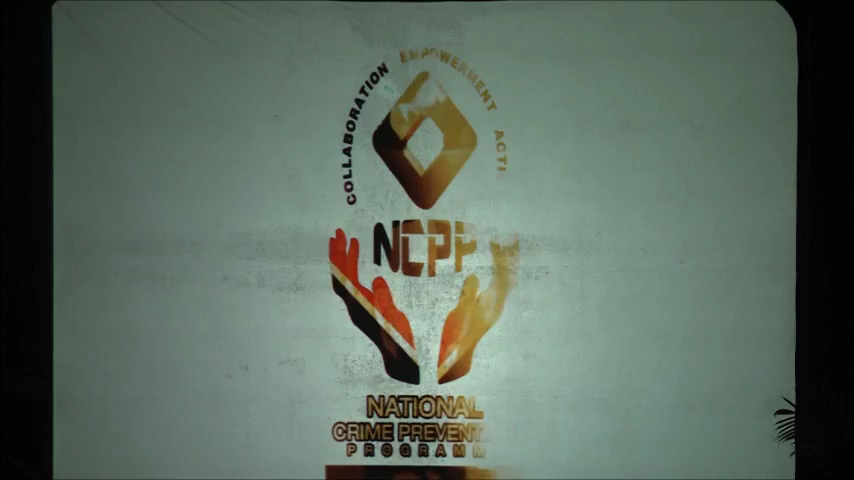 COLLABORATION EMPOWERMENT ACTI
NCPP
NATIONAL
CRIME PREVENT
PROGRAMM